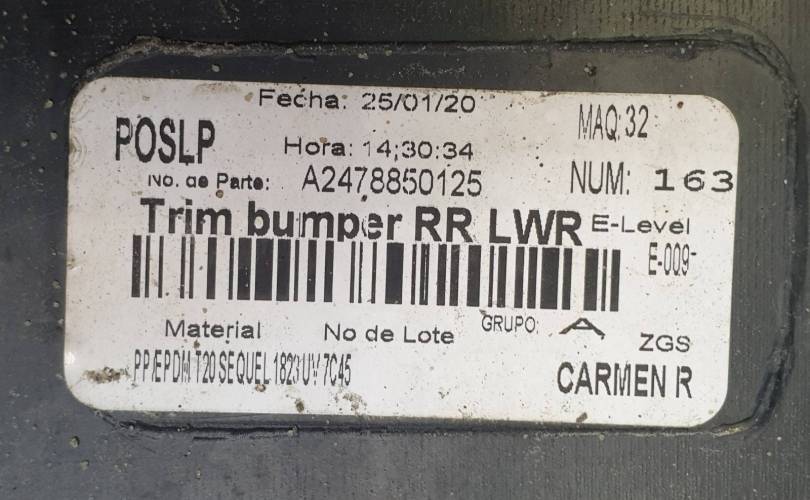 Fecha: 25/01/20
MAQ: 32
POSLP
Hora: 14;30:34
No. de Parte: A2478850125
NUM: 163
Trim bumper RR LWR E-Level
E-009
Material
No de Lote
GRUPO: A
ZGS
PP/EPDM T20 SEQUEL 1823 UV 7C45
CARMEN R